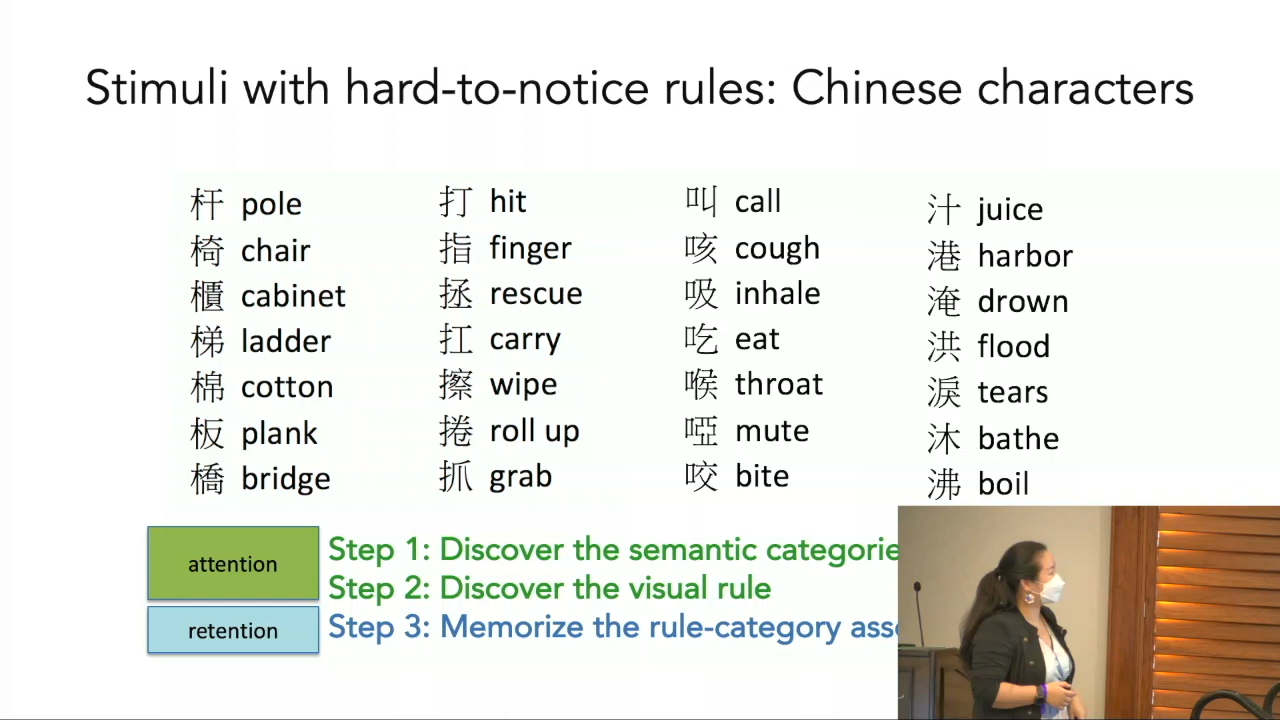 Stimuli with hard-to-notice rules: Chinese characters
杆 pole
椅 chair
櫃 cabinet
梯 ladder
棉 cotton
板 plank
橋 bridge
打 hit
指 finger
拯 rescue
扛 carry
擦 wipe
捲 roll up
抓 grab
叫 call
咳 cough
吸 inhale
吃 eat
喉 throat
啞 mute
咬 bite
汁 juice
港 harbor
淹 drown
洪 flood
淚 tears
沐 bathe
沸 boil
attention
Step 1: Discover the semantic categorie
Step 2: Discover the visual rule
retention
Step 3: Memorize the rule-category ass